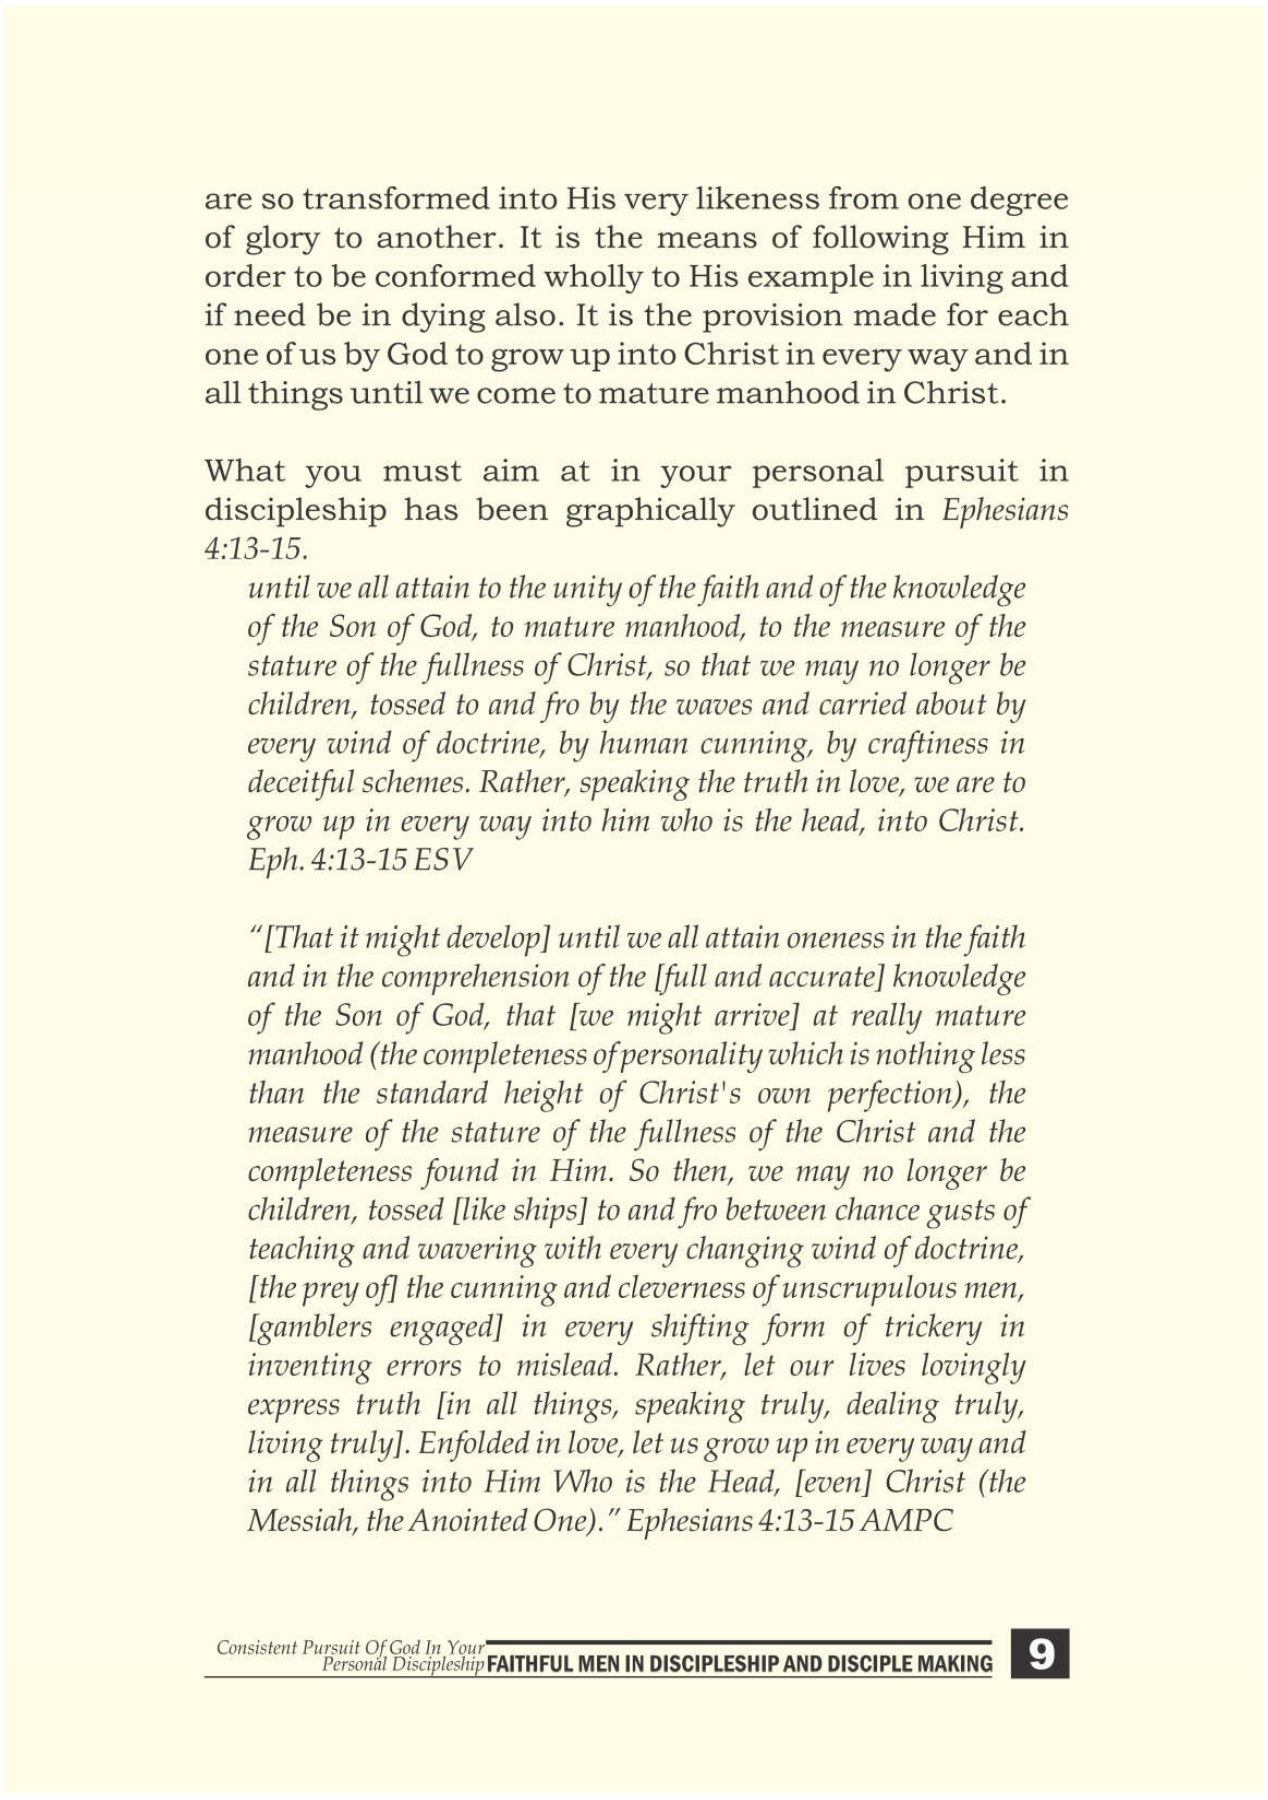 are so transformed into His very likeness from one degree
of glory to another. It is the means of following Him in
order to be conformed wholly to His example in living and
if need be in dying also. It is the provision made for each
one of us by God to grow up into Christ in every way and in
all things until we come to mature manhood in Christ.
What you must aim at in your personal pursuit in
discipleship has been graphically outlined in Ephesians
4:13-15.
until we all attain to the unity of the faith and of the knowledge
of the Son of God, to mature manhood, to the measure of the
stature of the fullness of Christ, so that we may no longer be
children, tossed to and fro by the waves and carried about by
every wind of doctrine, by human cunning, by craftiness in
deceitful schemes. Rather, speaking the truth in love, we are to
grow up in every way into him who is the head, into Christ.
Eph. 4:13-15 ESV
“[That it might develop] until we all attain oneness in the faith
and in the comprehension of the [full and accurate] knowledge
of the Son of God, that [we might arrive] at really mature
manhood (the completeness of personality which is nothing less
than the standard height of Christ's own perfection), the
measure of the stature of the fullness of the Christ and the
completeness found in Him. So then, we may no longer be
children, tossed [like ships] to and fro between chance gusts of
teaching and wavering with every changing wind of doctrine,
[the prey of] the cunning and cleverness of unscrupulous men,
[gamblers engaged] in every shifting form of trickery in
inventing errors to mislead. Rather, let our lives lovingly
express truth [in all things, speaking truly, dealing truly,
living truly]. Enfolded in love, let us grow up in every way and
in all things into Him Who is the Head, [even] Christ (the
Messiah, the Anointed One).” Ephesians 4:13-15 AMPC
Consistent Pursuit Of God In Your
Personal Discipleship FAITHFUL MEN IN DISCIPLESHIP AND DISCIPLE MAKING 9